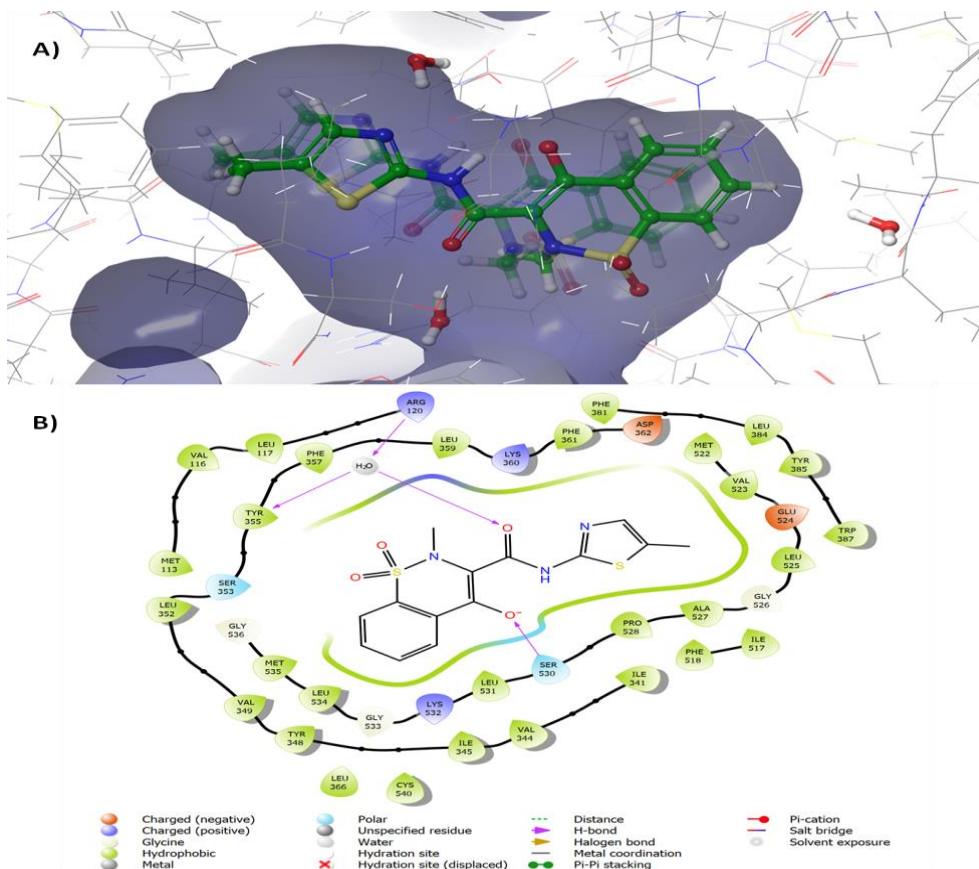 A)
B)
ARG 120
PHE 381
LEU 384
ASP 362
PHE 361
LEU 359
LYS 360
PHE 357
LEU 117
VAL 116
H₂O
MET 522
TYR 385
VAL 523
TYR 355
GLU 524
TRP 387
MET 113
SER 353
LEU 352
LEU 525
GLY 526
ALA 527
PRO 528
GLY 536
MET 535
LEU 534
GLY 533
LYS 532
LEU 531
SER 530
ILE 341
PHE 518
ILE 517
VAL 349
TYR 348
ILE 345
VAL 344
LEU 366
CYS 540
O
N
O
S
N
O
N
H
S
O⁻
Charged (negative)
Charged (positive)
Glycine
Hydrophobic
Metal
Polar
Unspecified residue
Water
Hydration site
Hydration site (displaced)
Distance
H-bond
Halogen bond
Metal coordination
Pi-Pi stacking
Pi-cation
Salt bridge
Solvent exposure